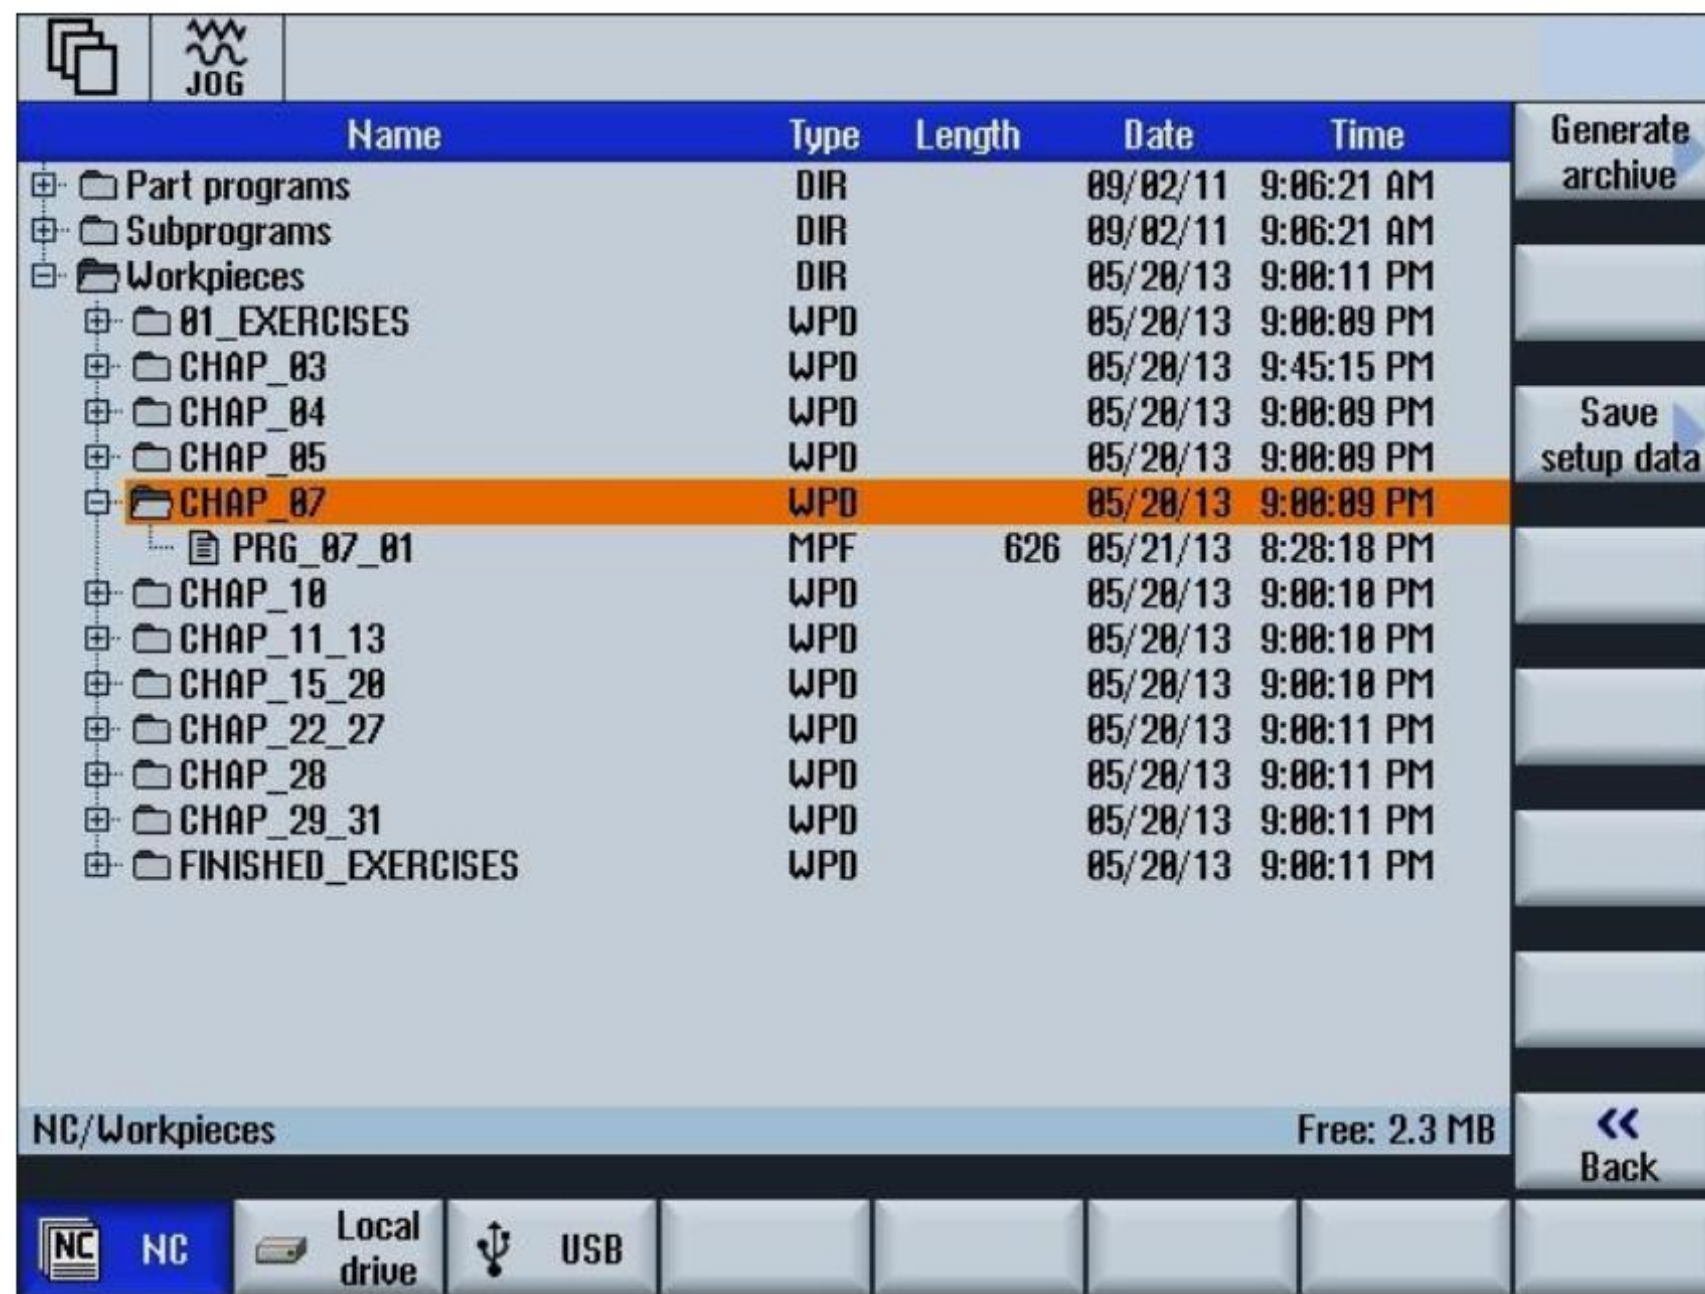 JOG
Name Type Length Date Time
Part programs DIR 09/02/11 9:06:21 AM
Subprograms DIR 09/02/11 9:06:21 AM
Workpieces DIR 05/20/13 9:00:11 PM
01_EXERCISES WPD 05/20/13 9:00:09 PM
CHAP_03 WPD 05/20/13 9:45:15 PM
CHAP_04 WPD 05/20/13 9:00:09 PM
CHAP_05 WPD 05/20/13 9:00:09 PM
CHAP_07 WPD 05/20/13 9:00:09 PM
PRG_07_01 MPF 626 05/21/13 8:28:18 PM
CHAP_10 WPD 05/20/13 9:00:10 PM
CHAP_11_13 WPD 05/20/13 9:00:10 PM
CHAP_15_20 WPD 05/20/13 9:00:10 PM
CHAP_22_27 WPD 05/20/13 9:00:11 PM
CHAP_28 WPD 05/20/13 9:00:11 PM
CHAP_29_31 WPD 05/20/13 9:00:11 PM
FINISHED_EXERCISES WPD 05/20/13 9:00:11 PM
NC/Workpieces Free: 2.3 MB
Generate
archive
Save
setup data
<<
Back
NC NC
Local
drive
USB